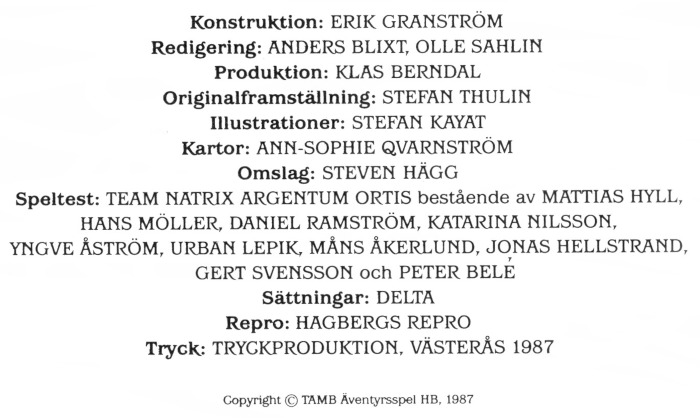 Konstruktion: ERIK GRANSTRÖM
Redigering: ANDERS BLIXT, OLLE SAHLIN
Produktion: KLAS BERNDAL
Originalframställning: STEFAN THULIN
Illustrationer: STEFAN KAYAT
Kartor: ANN-SOPHIE QVARNSTRÖM
Omslag: STEVEN HÄGG
Speltest: TEAM NATRIX ARGENTUM ORTIS bestående av MATTIAS HYLL,
HANS MÖLLER, DANIEL RAMSTRÖM, KATARINA NILSSON,
YNGVE ÅSTRÖM, URBAN LEPIK, MÅNS ÅKERLUND, JONAS HELLSTRAND,
GERT SVENSSON och PETER BELÉ
Sättningar: DELTA
Repro: HAGBERGS REPRO
Tryck: TRYCKPRODUKTION, VÄSTERÅS 1987
Copyright © TAMB Äventyrsspel HB, 1987